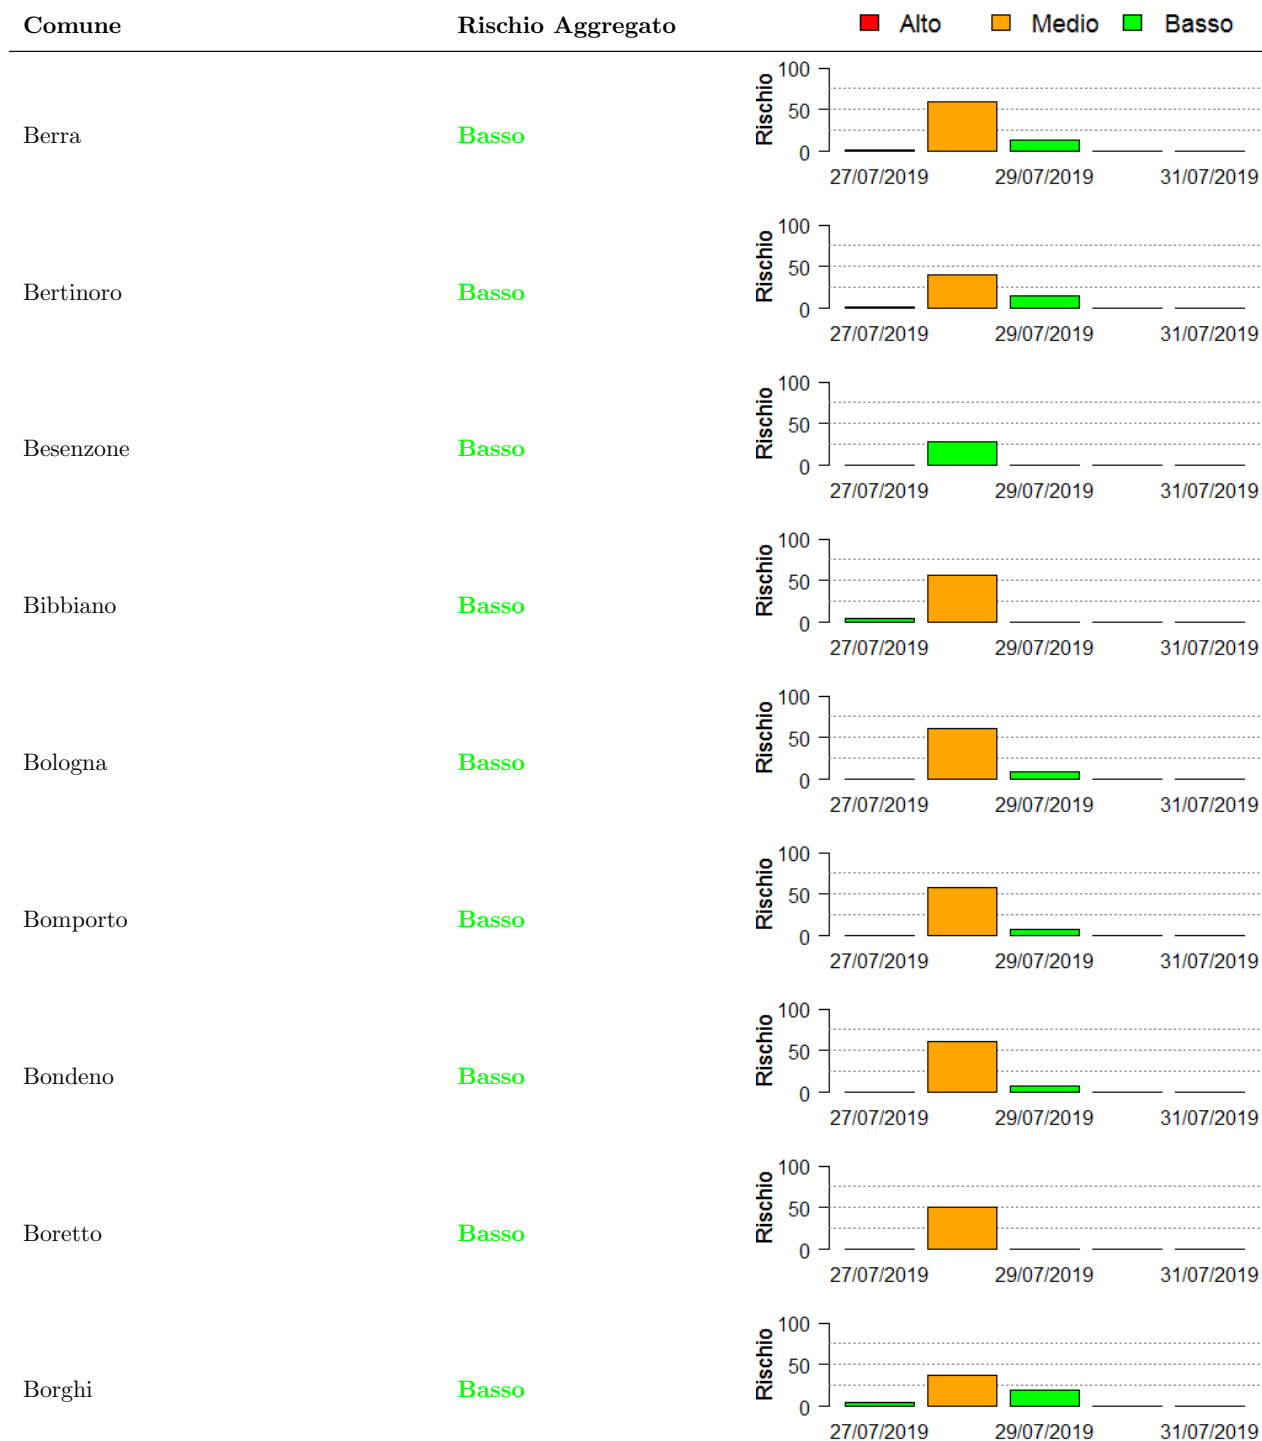 Comune Rischio Aggregato Alto Medio Basso
Berra Basso Rischio 100 50 0
27/07/2019 29/07/2019 31/07/2019
Bertinoro Basso Rischio 100 50 0
27/07/2019 29/07/2019 31/07/2019
Besenzone Basso Rischio 100 50 0
27/07/2019 29/07/2019 31/07/2019
Bibbiano Basso Rischio 100 50 0
27/07/2019 29/07/2019 31/07/2019
Bologna Basso Rischio 100 50 0
27/07/2019 29/07/2019 31/07/2019
Bomporto Basso Rischio 100 50 0
27/07/2019 29/07/2019 31/07/2019
Bondeno Basso Rischio 100 50 0
27/07/2019 29/07/2019 31/07/2019
Boretto Basso Rischio 100 50 0
27/07/2019 29/07/2019 31/07/2019
Borghi Basso Rischio 100 50 0
27/07/2019 29/07/2019 31/07/2019